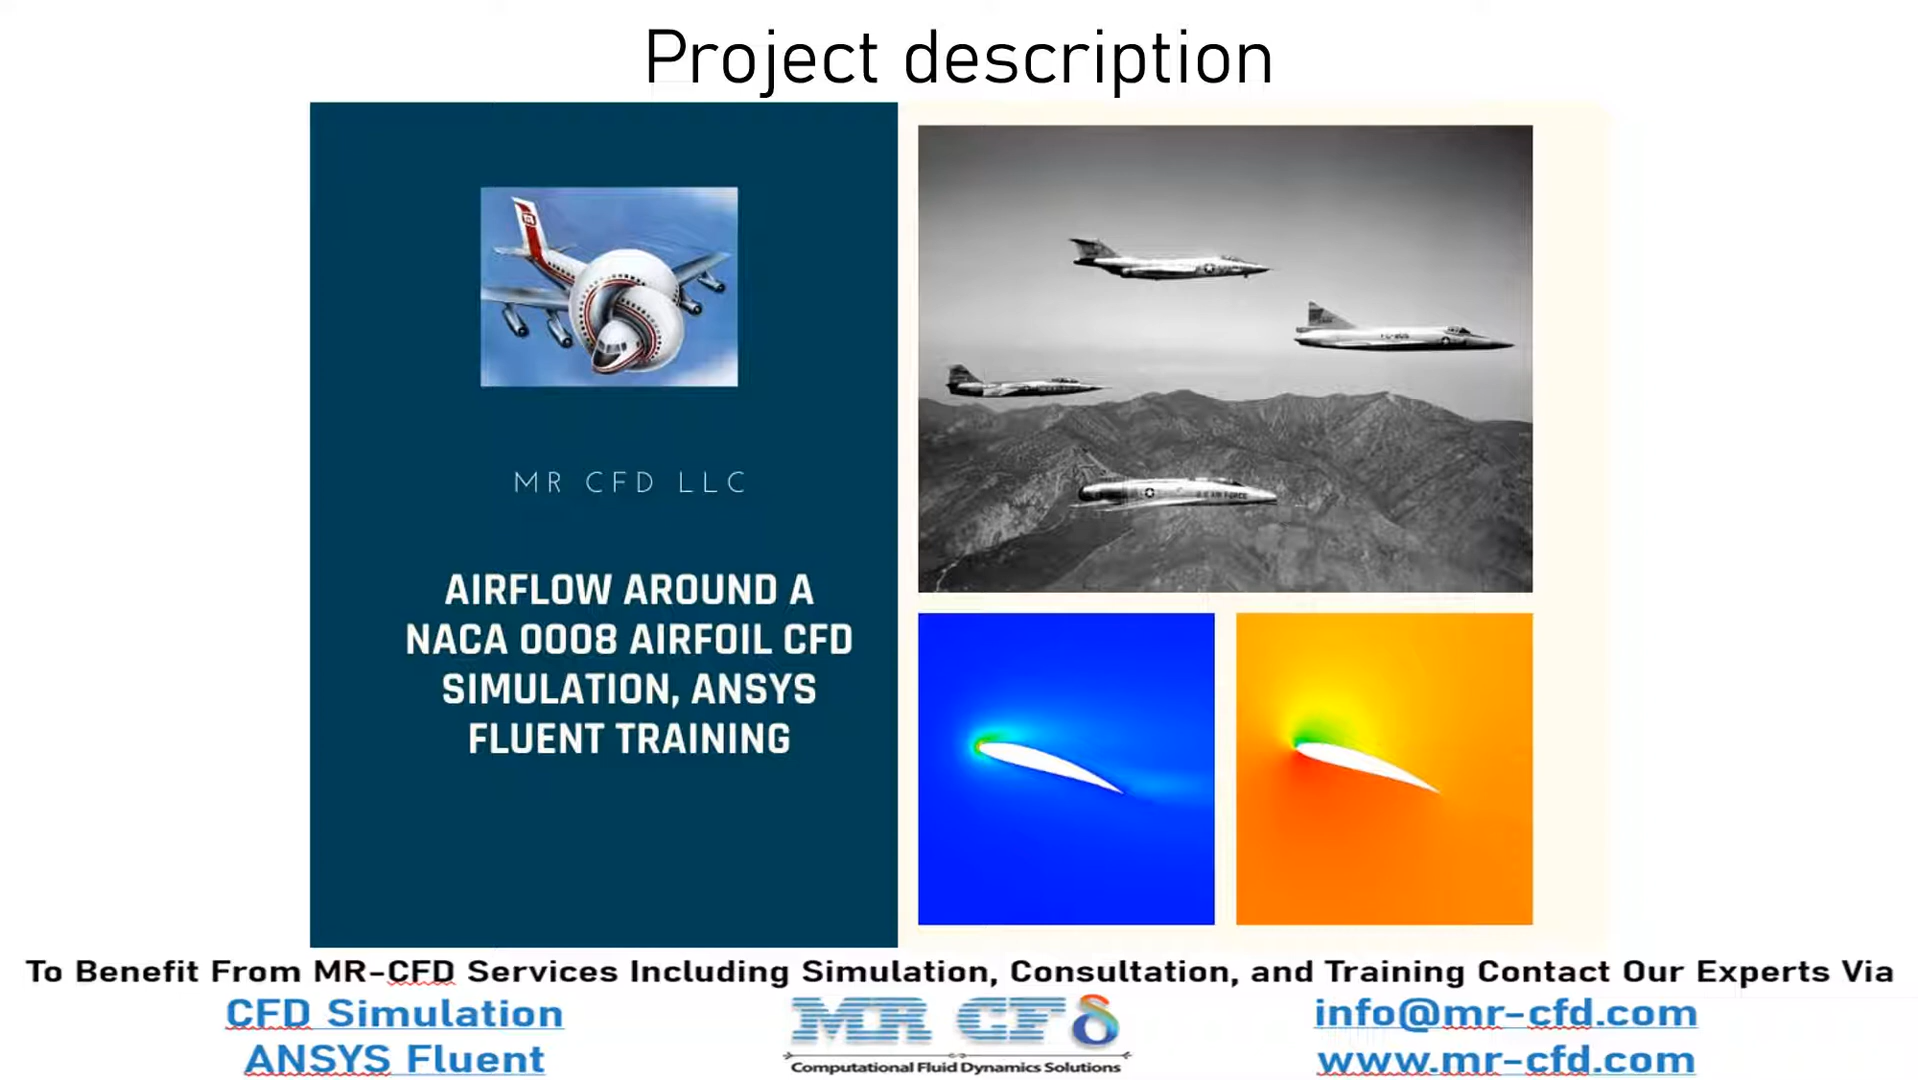 Project description
MR CFD LLC
AIRFLOW AROUND A
NACA 0008 AIRFOIL CFD
SIMULATION, ANSYS
FLUENT TRAINING
To Benefit From MR-CFD Services Including Simulation, Consultation, and Training Contact Our Experts Via
CFD Simulation
ANSYS Fluent
MR CFD
Computational Fluid Dynamics Solutions
info@mr-cfd.com
www.mr-cfd.com